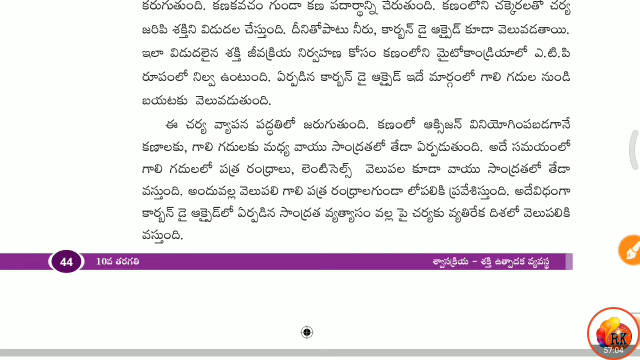 కరుగుతుంది. కణకవచం గుండా కణ పదార్థాన్ని చేరుతుంది. కణంలోని చక్కెరలతో చర్య
జరిపి శక్తిని విడుదల చేస్తుంది. దీనితోపాటు నీరు, కార్బన్ డై ఆక్సైడ్ కూడా వెలువడతాయి.
ఇలా విడుదలైన శక్తి జీవక్రియ నిర్వహణ కోసం కణంలోని మైటోకాండ్రియాలో ఎ.టి.పి
రూపంలో నిల్వ ఉంటుంది. ఏర్పడిన కార్బన్ డై ఆక్సైడ్ ఇదే మార్గంలో గాలి గదుల నుండి
బయటకు వెలువడుతుంది.
ఈ చర్య వ్యాపన పద్ధతిలో జరుగుతుంది. కణంలో ఆక్సిజన్ వినియోగింపబడగానే
కణాలకు, గాలి గదులకు మధ్య వాయు సాంద్రతలో తేడా ఏర్పడుతుంది. అదే సమయంలో
గాలి గదులలో పత్ర రంధ్రాలు, లెంటిసెల్స్ వెలుపల కూడా వాయు సాంద్రతలో తేడా
వస్తుంది. అందువల్ల వెలుపలి గాలి పత్ర రంధ్రాలగుండా లోపలికి ప్రవేశిస్తుంది. అదేవిధంగా
కార్బన్ డై ఆక్సైడ్‌లో ఏర్పడిన సాంద్రత వ్యత్యాసం వల్ల పై చర్యకు వ్యతిరేక దిశలో వెలుపలికి
వస్తుంది.
44 10వ తరగతి శ్వాసక్రియ - శక్తి ఉత్పాదక వ్యవస్థ
RK
57:04